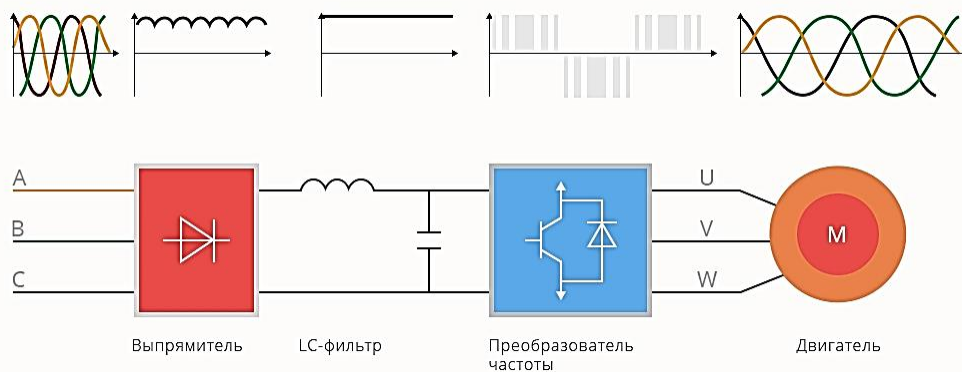 A
B
C
U
V
W
M
Выпрямитель
LC-фильтр
Преобразователь
частоты
Двигатель